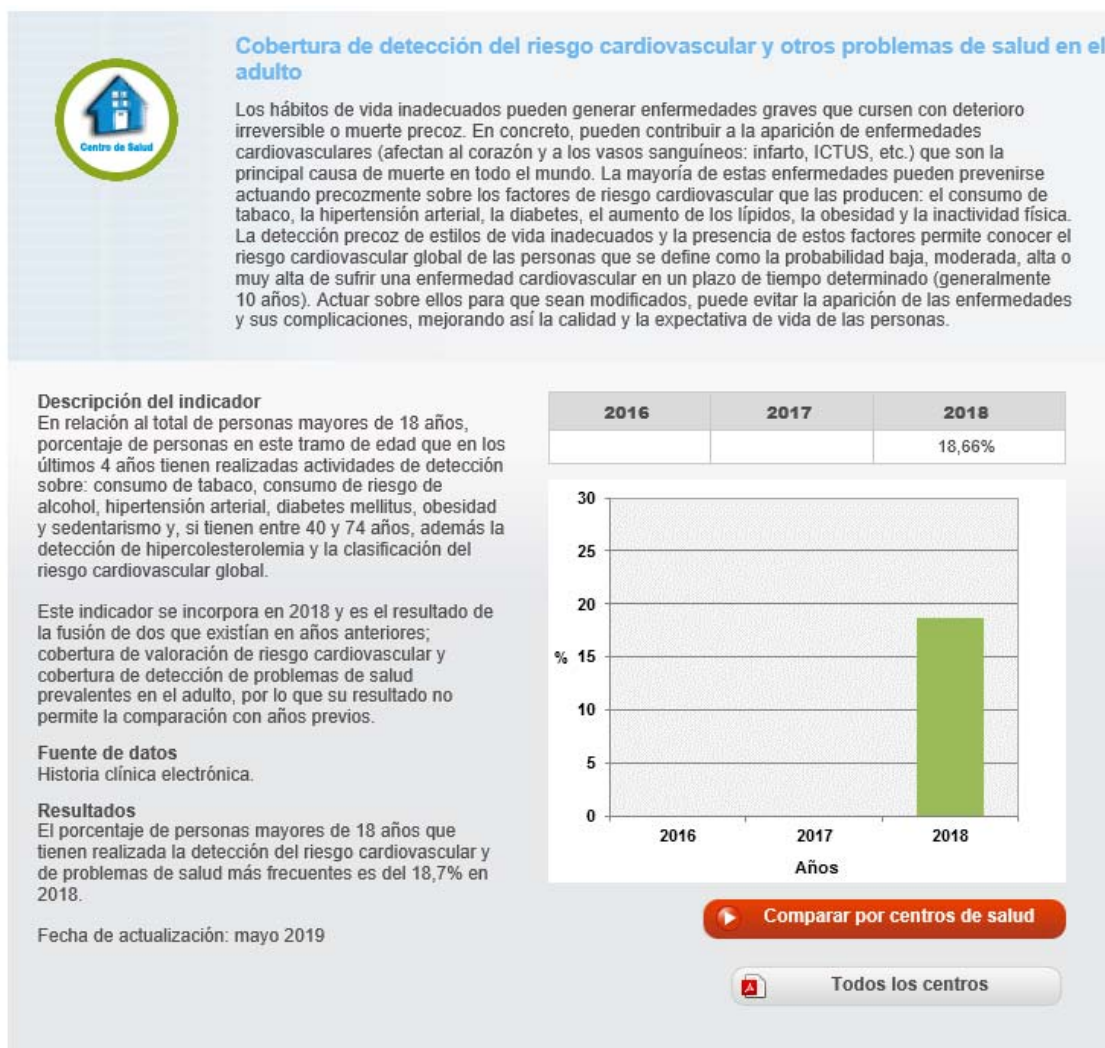 Cobertura de detección del riesgo cardiovascular y otros problemas de salud en el
adulto
Centro de Salud
Los hábitos de vida inadecuados pueden generar enfermedades graves que cursen con deterioro
irreversible o muerte precoz. En concreto, pueden contribuir a la aparición de enfermedades
cardiovasculares (afectan al corazón y a los vasos sanguíneos: infarto, ICTUS, etc.) que son la
principal causa de muerte en todo el mundo. La mayoría de estas enfermedades pueden prevenirse
actuando precozmente sobre los factores de riesgo cardiovascular que las producen: el consumo de
tabaco, la hipertensión arterial, la diabetes, el aumento de los lípidos, la obesidad y la inactividad física.
La detección precoz de estilos de vida inadecuados y la presencia de estos factores permite conocer el
riesgo cardiovascular global de las personas que se define como la probabilidad baja, moderada, alta o
muy alta de sufrir una enfermedad cardiovascular en un plazo de tiempo determinado (generalmente
10 años). Actuar sobre ellos para que sean modificados, puede evitar la aparición de las enfermedades
y sus complicaciones, mejorando así la calidad y la expectativa de vida de las personas.
Descripción del indicador
En relación al total de personas mayores de 18 años,
porcentaje de personas en este tramo de edad que en los
últimos 4 años tienen realizadas actividades de detección
sobre: consumo de tabaco, consumo de riesgo de
alcohol, hipertensión arterial, diabetes mellitus, obesidad
y sedentarismo y, si tienen entre 40 y 74 años, además la
detección de hipercolesterolemia y la clasificación del
riesgo cardiovascular global.
Este indicador se incorpora en 2018 y es el resultado de
la fusión de dos que existían en años anteriores;
cobertura de valoración de riesgo cardiovascular y
cobertura de detección de problemas de salud
prevalentes en el adulto, por lo que su resultado no
permite la comparación con años previos.
Fuente de datos
Historia clínica electrónica.
Resultados
El porcentaje de personas mayores de 18 años que
tienen realizada la detección del riesgo cardiovascular y
de problemas de salud más frecuentes es del 18,7% en
2018.
Fecha de actualización: mayo 2019
2016 2017 2018
18,66%
30
25
20
% 15
10
5
0
2016 2017 2018
Años
Comparar por centros de salud
Todos los centros